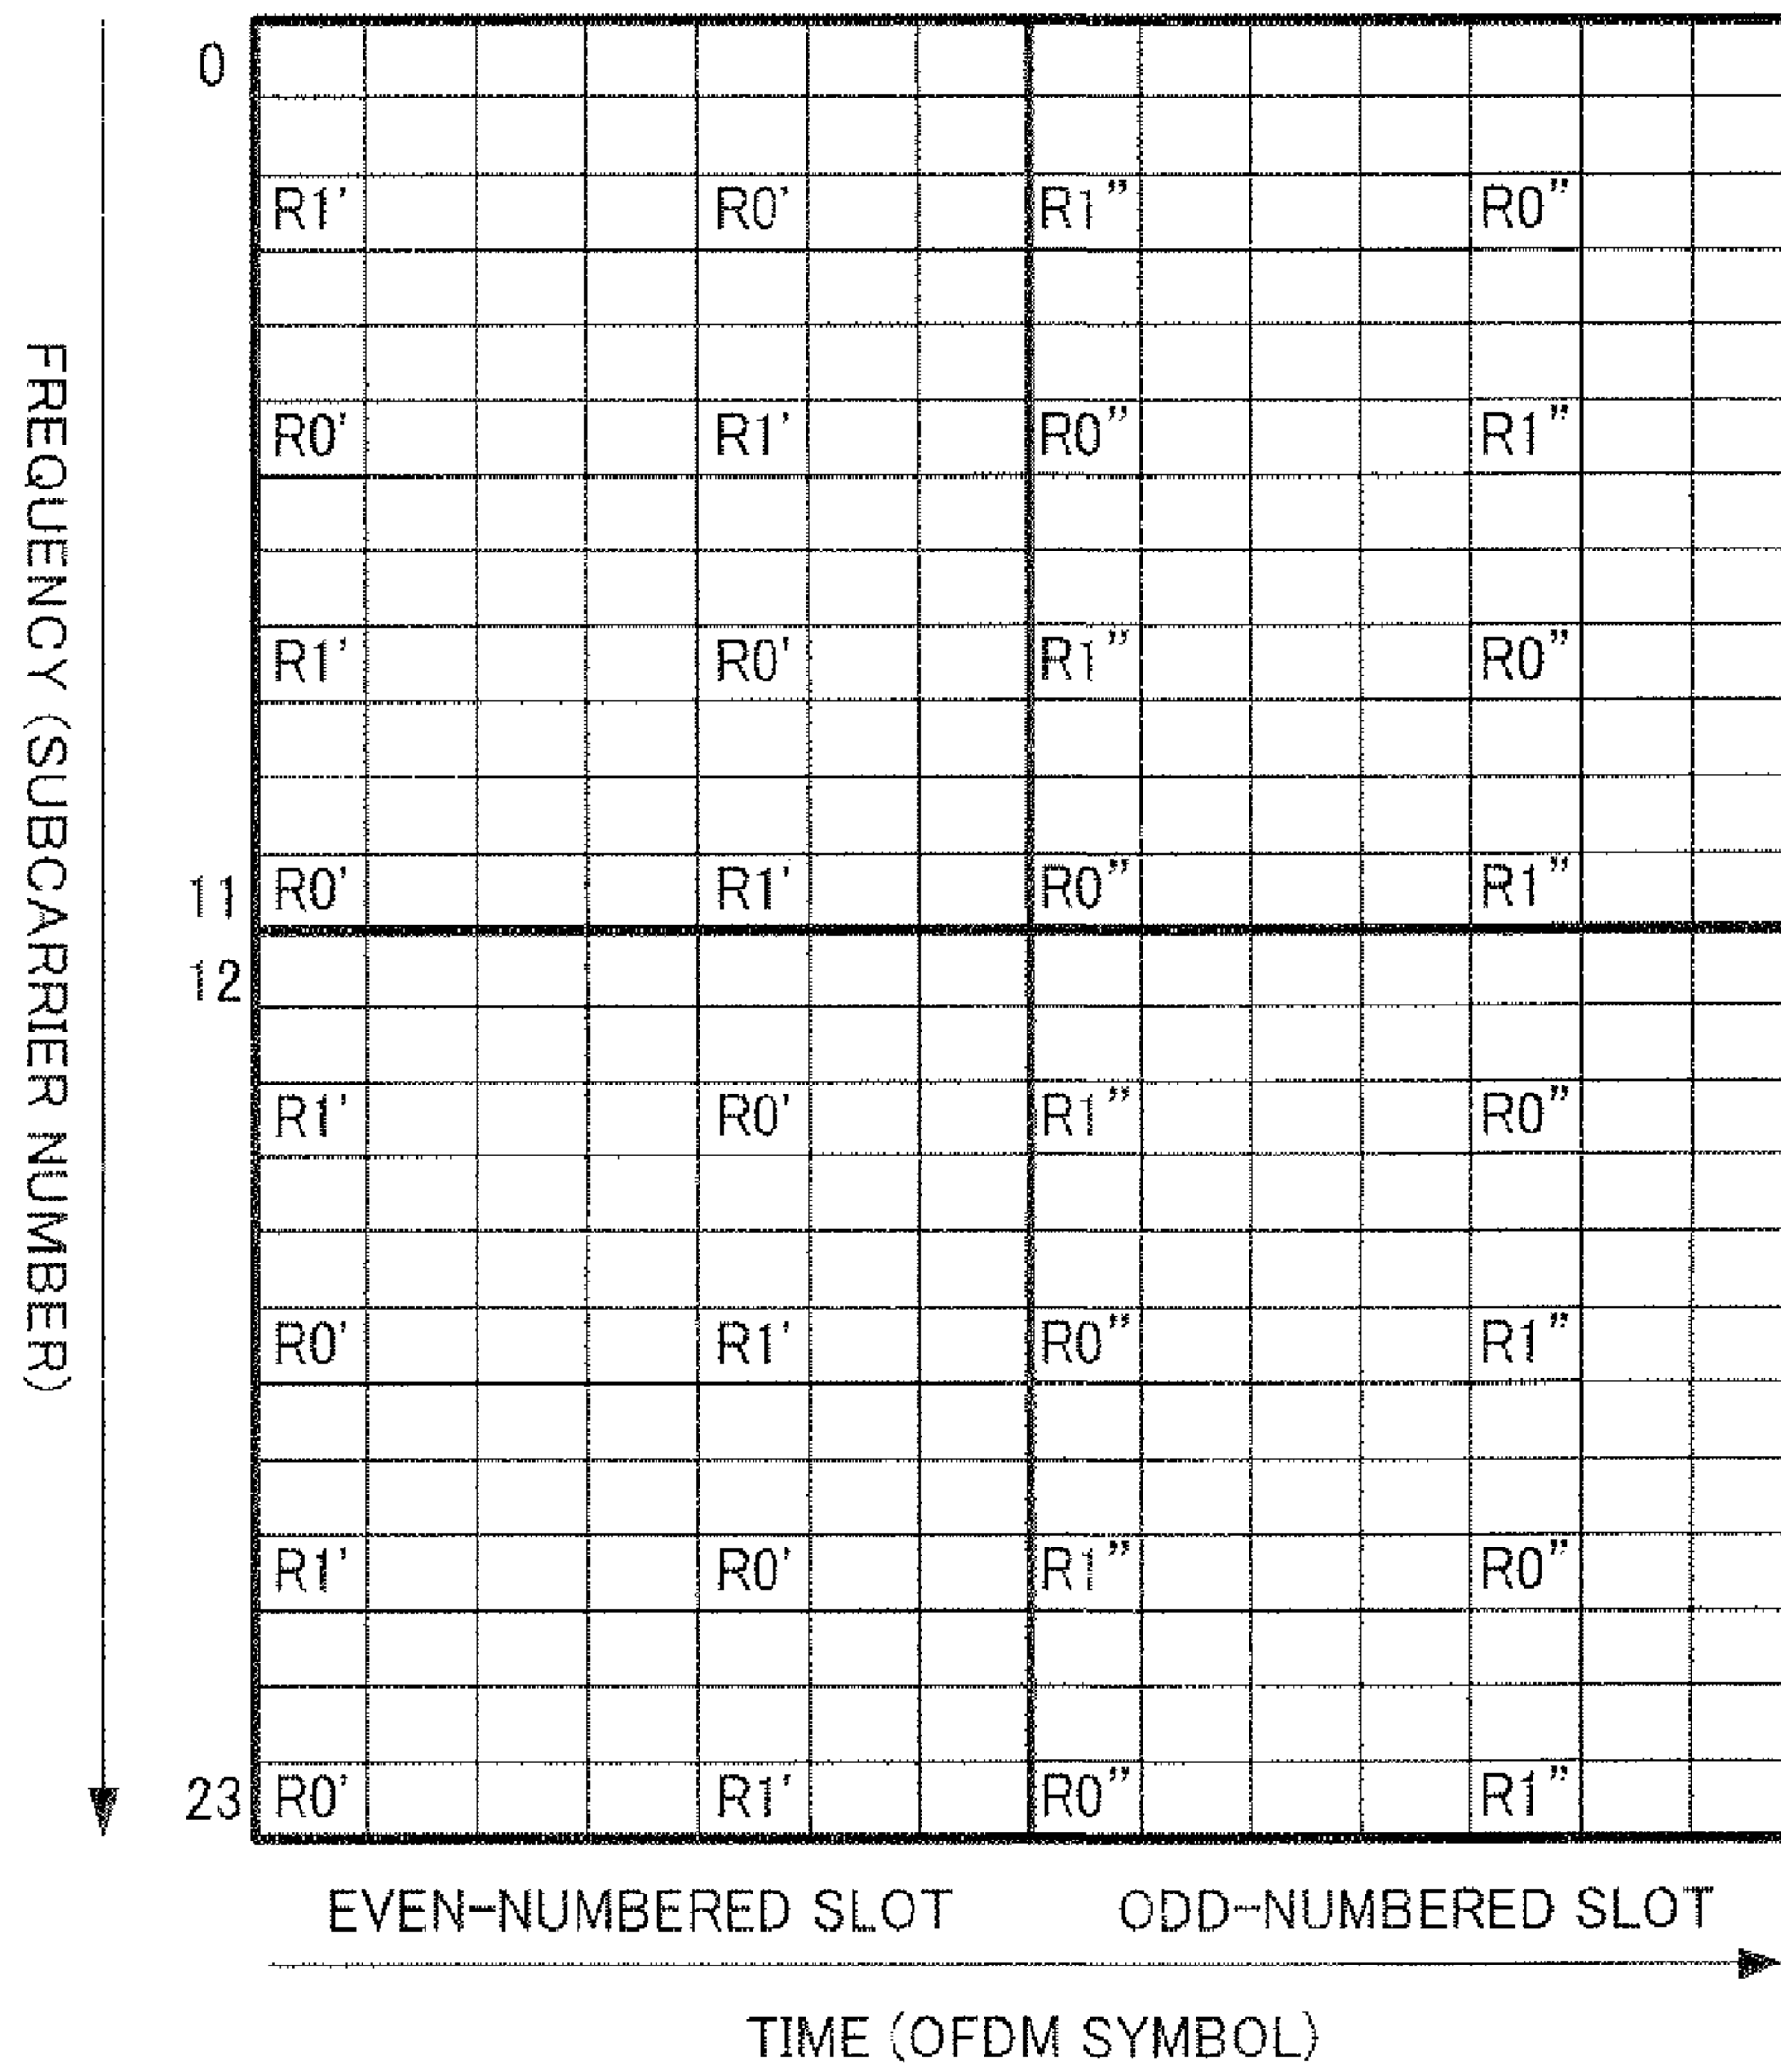 0
R1' R0' R1” R0”
R0' R1' R0” R1”
R1' R0' R1” R0”
11 R0' R1' R0” R1”
12
R1' R0' R1” R0”
R0' R1' R0” R1”
R1' R0' R1” R0”
23 R0' R1' R0” R1”
FREQUENCY (SUBCARRIER NUMBER)
EVEN-NUMBERED SLOT ODD-NUMBERED SLOT
TIME (OFDM SYMBOL)